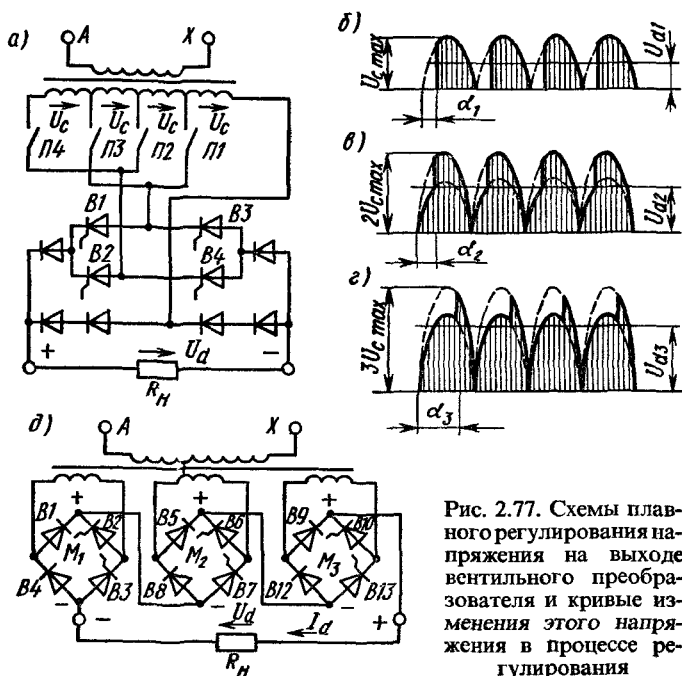 а)
A
X
U_c
U_c
U_c
U_c
П4
П3
П2
П1
B1
B3
B2
B4
+
U_d
−
R_н
б)
U_c max
U_d1
α_1
в)
2U_c max
U_d2
α_2
г)
3U_c max
U_d3
α_3
д)
A
X
+
+
+
B1
B2
B5
B6
B9
B10
M_1
M_2
M_3
B4
B3
B8
B7
B12
B13
−
−
−
−
U_d
I_d
+
R_н
Рис. 2.77. Схемы плав-
ного регулирования на-
пряжения на выходе
вентильного преобра-
зователя и кривые из-
менения этого напря-
жения в процессе ре-
гулирования